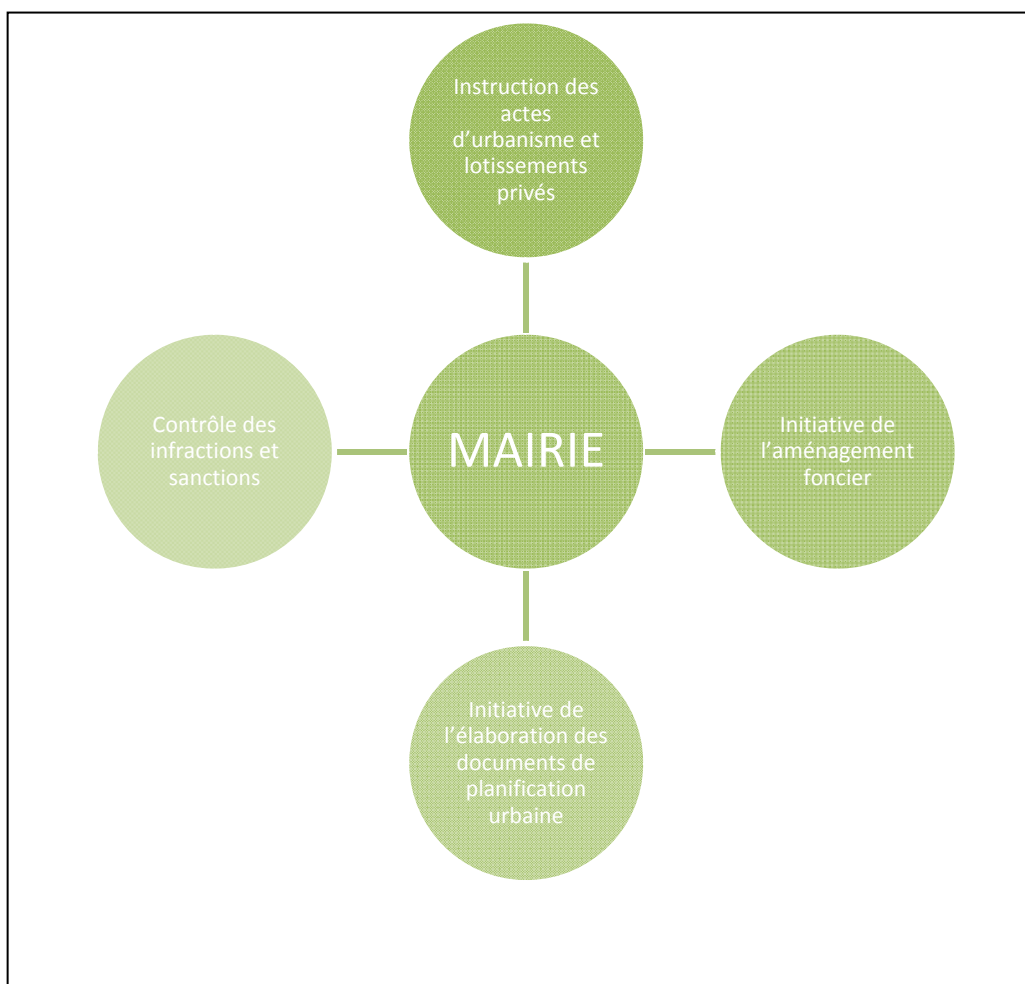 Instruction des
actes
d’urbanisme et
lotissements
privés
Contrôle des
infractions et
sanctions
MAIRIE
Initiative de
l’aménagement
foncier
Initiative de
l’élaboration des
documents de
planification
urbaine